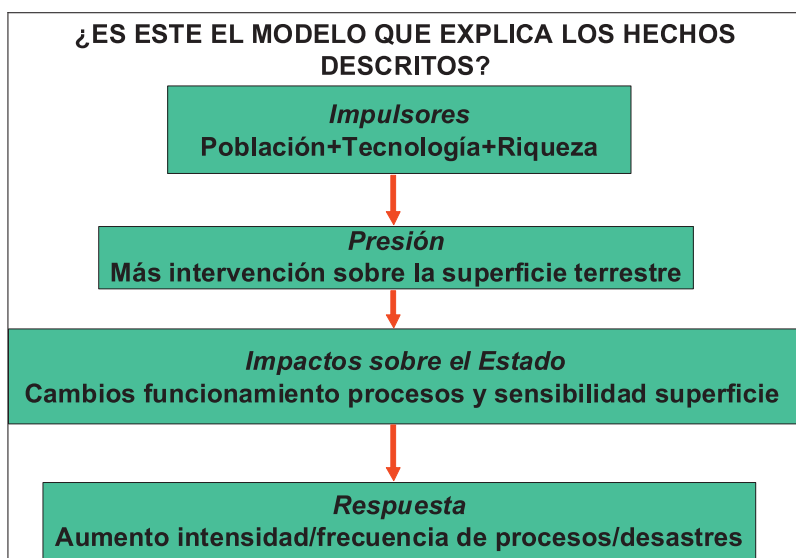 ¿ES ESTE EL MODELO QUE EXPLICA LOS HECHOS
DESCRITOS?
Impulsores
Población+Tecnología+Riqueza
Presión
Más intervención sobre la superficie terrestre
Impactos sobre el Estado
Cambios funcionamiento procesos y sensibilidad superficie
Respuesta
Aumento intensidad/frecuencia de procesos/desastres